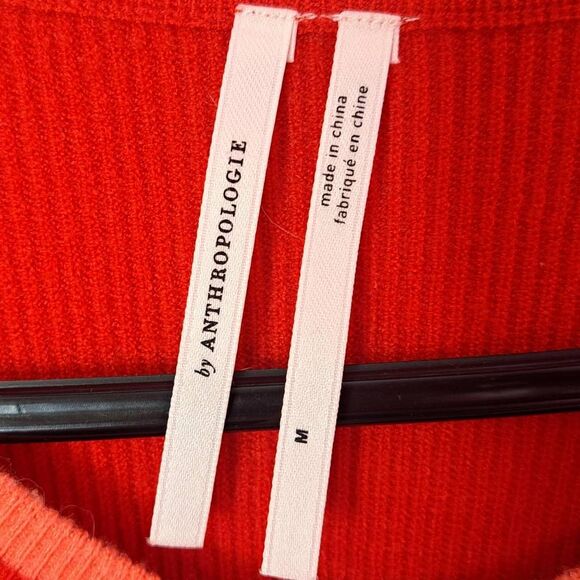 by ANTHROPOLOGIE
made in china
fabriqué en chine
M